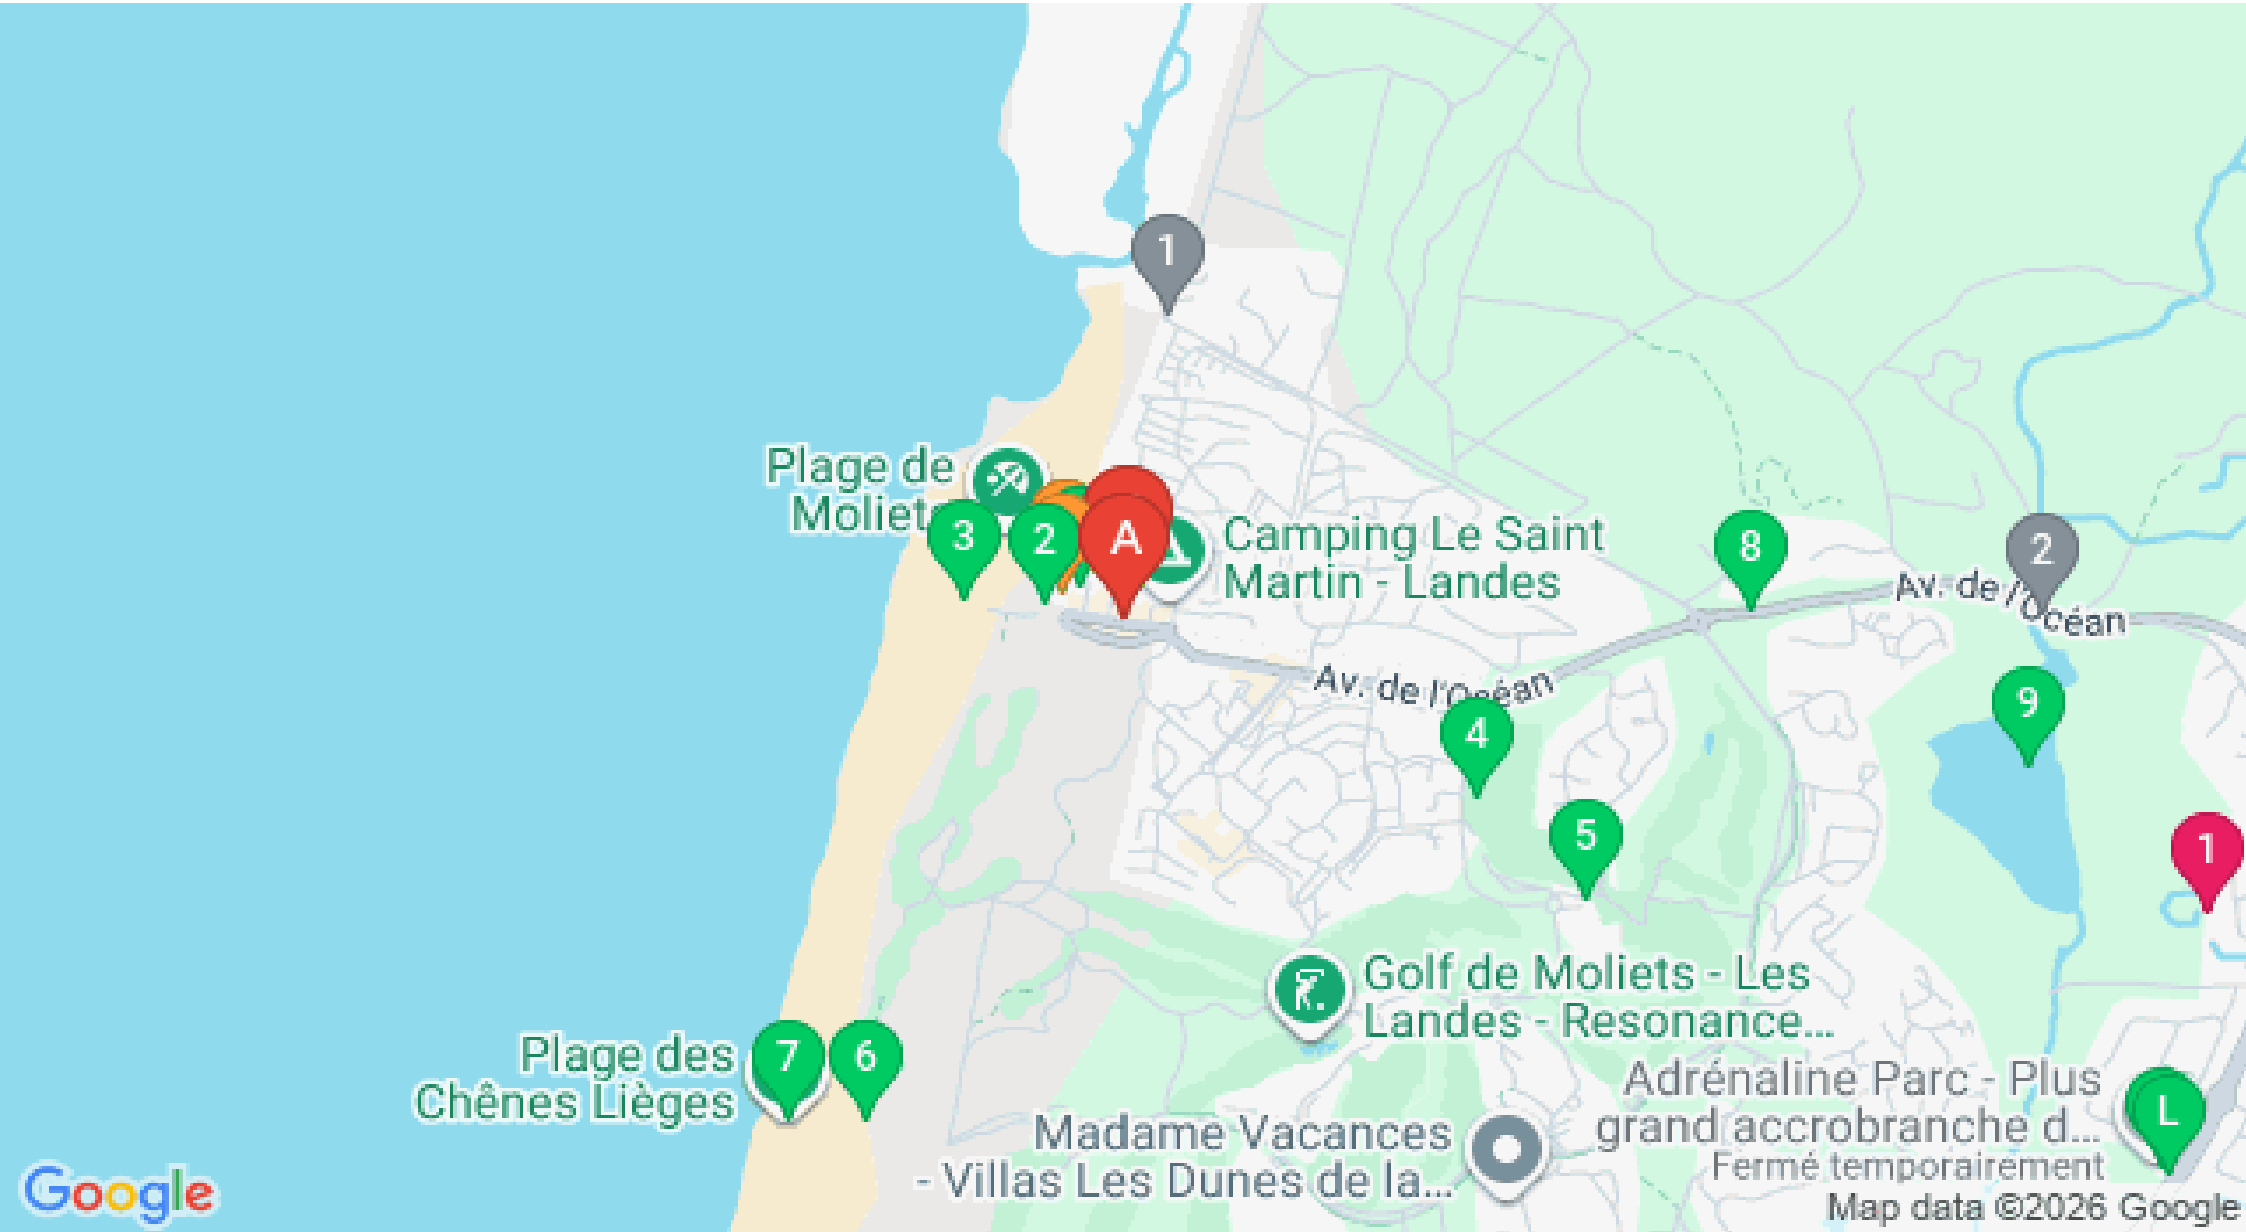 1
Plage de
Moliets
3
2
A
Camping Le Saint
Martin - Landes
8
2
Av. de l'Océan
Av. de l'Océan
9
4
5
1
Golf de Moliets - Les
Landes - Resonance...
Plage des
Chênes Lièges
7
6
Adrénaline Parc - Plus
grand accrobranche d...
Fermé temporairement
L
Madame Vacances
- Villas Les Dunes de la...
Google
Map data ©2026 Google